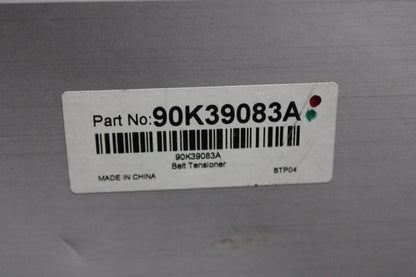 Part No:90K39083A
90K39083A
Belt Tensioner
MADE IN CHINA BTP04